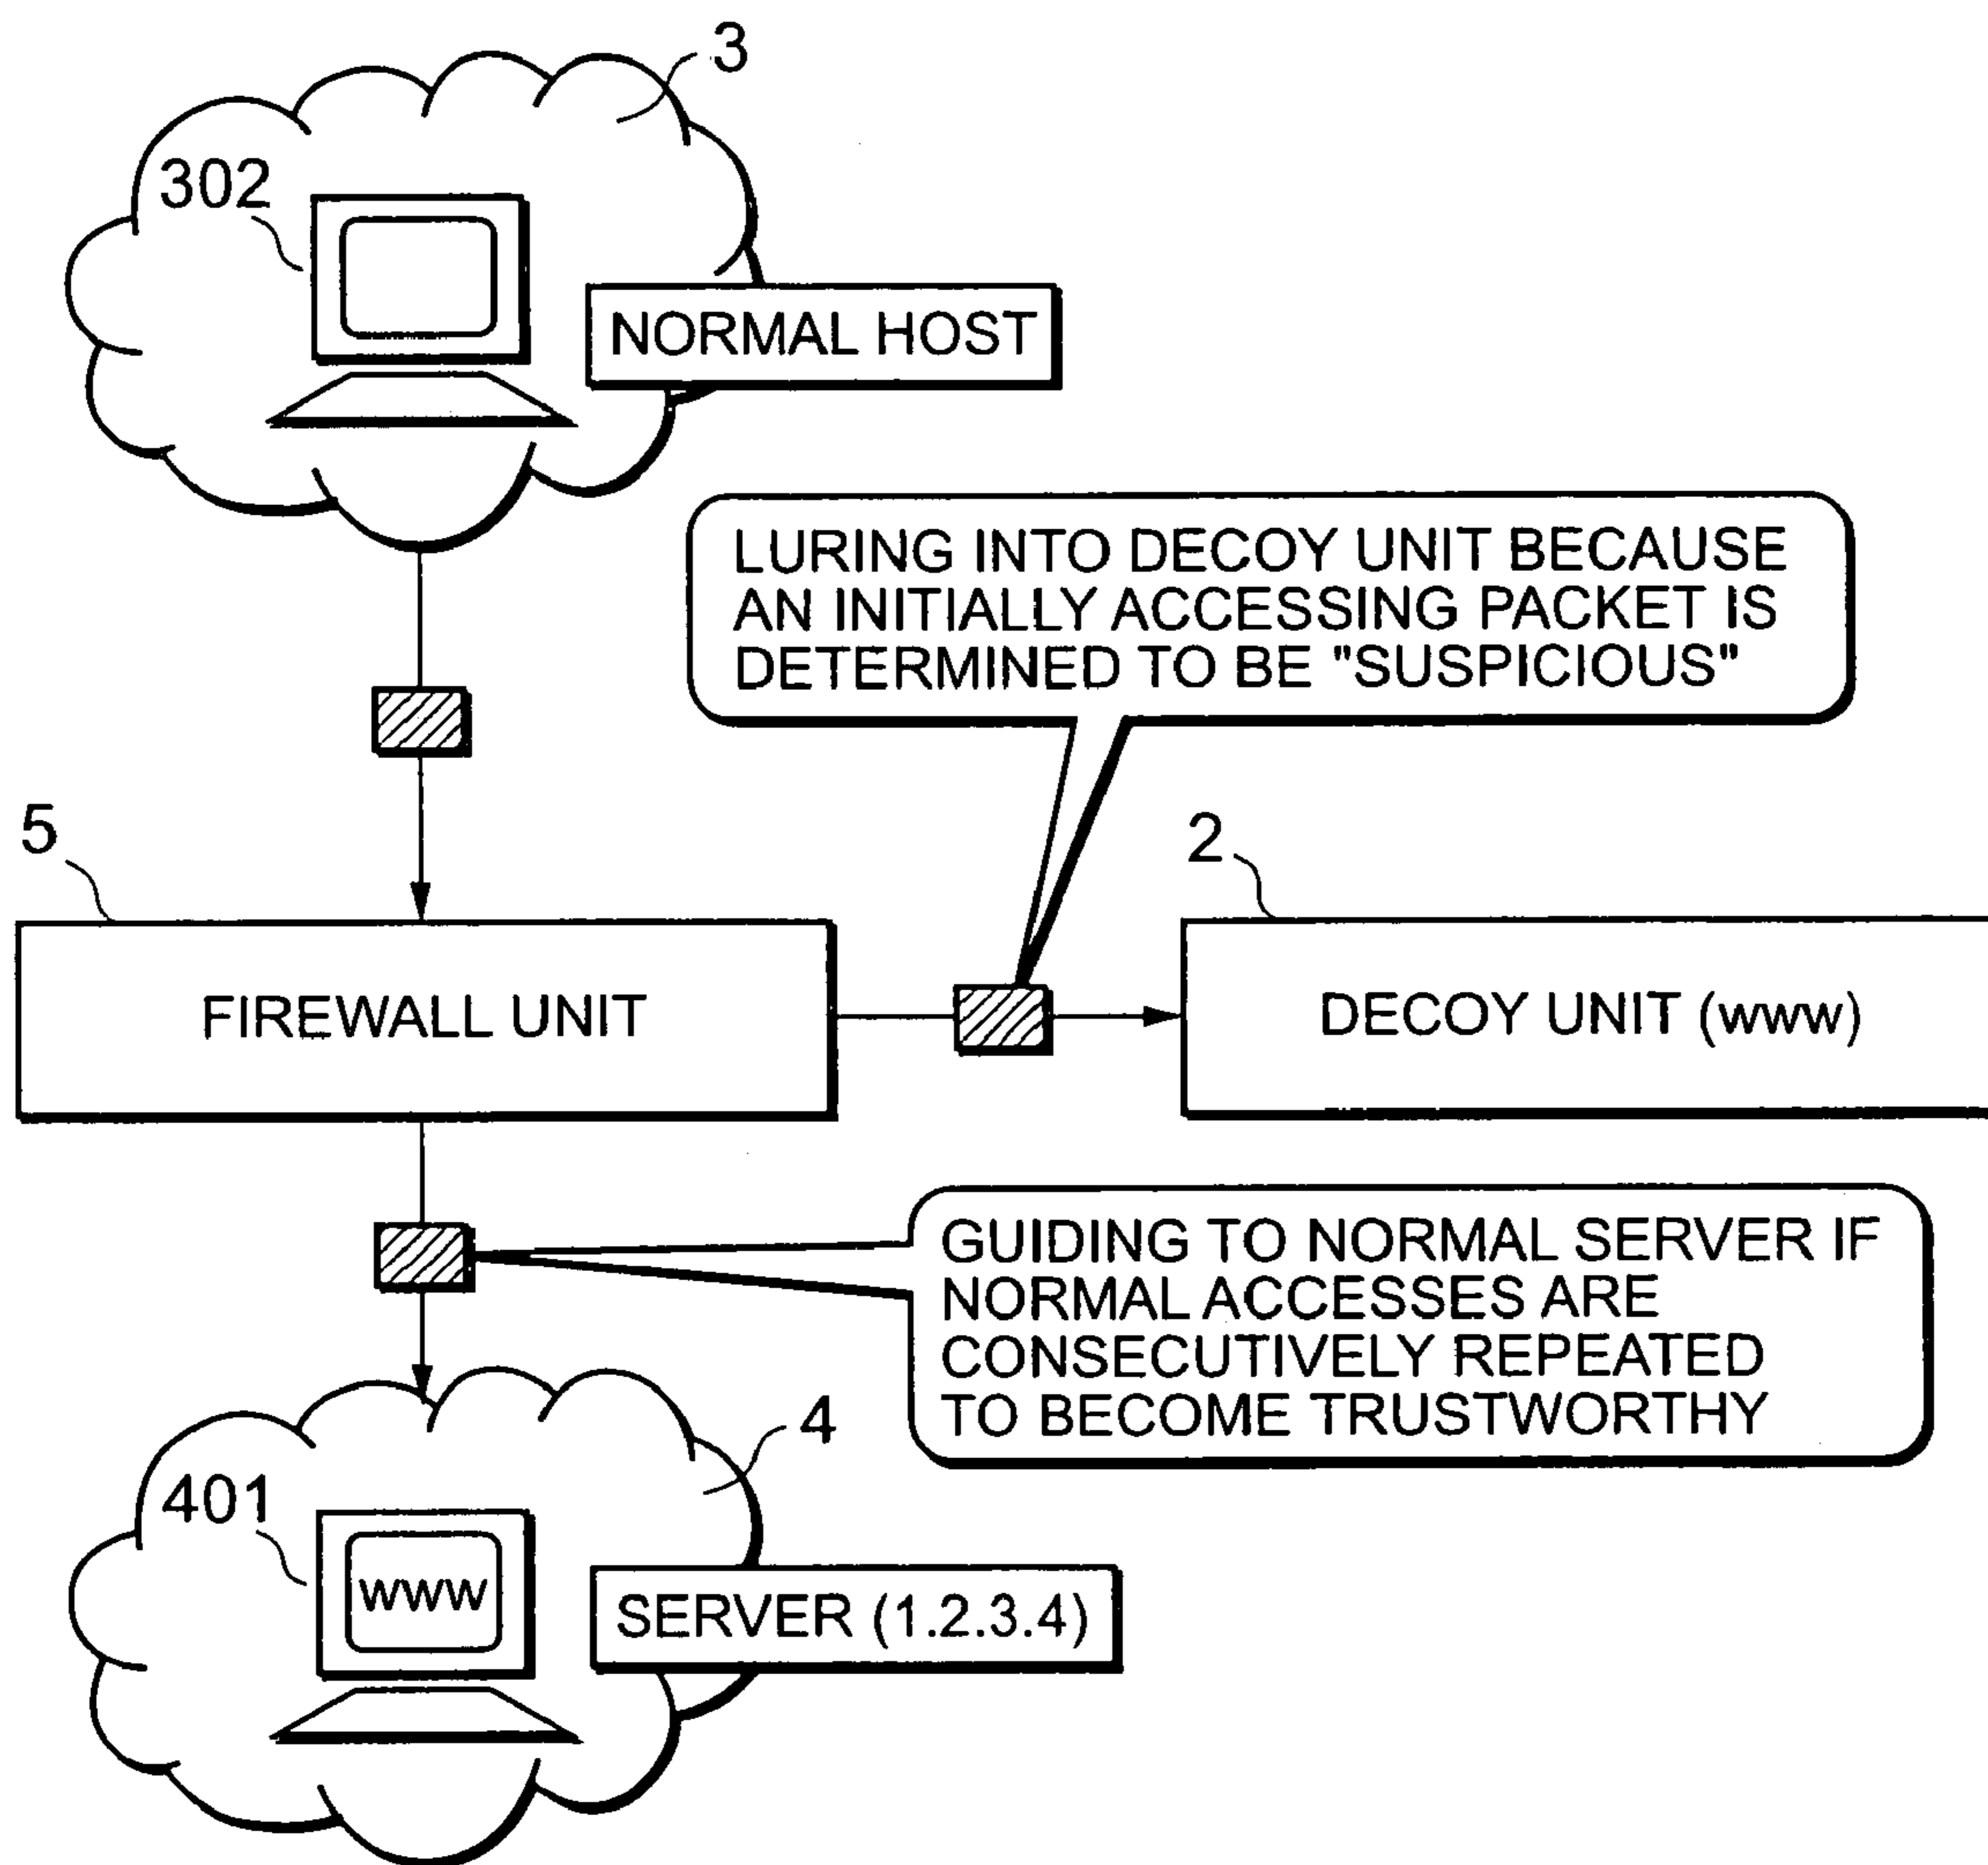 3
302
NORMAL HOST
LURING INTO DECOY UNIT BECAUSE
AN INITIALLY ACCESSING PACKET IS
DETERMINED TO BE "SUSPICIOUS"
5
2
FIREWALL UNIT
DECOY UNIT (www)
GUIDING TO NORMAL SERVER IF
NORMAL ACCESSES ARE
CONSECUTIVELY REPEATED
TO BECOME TRUSTWORTHY
4
401
www
SERVER (1.2.3.4)